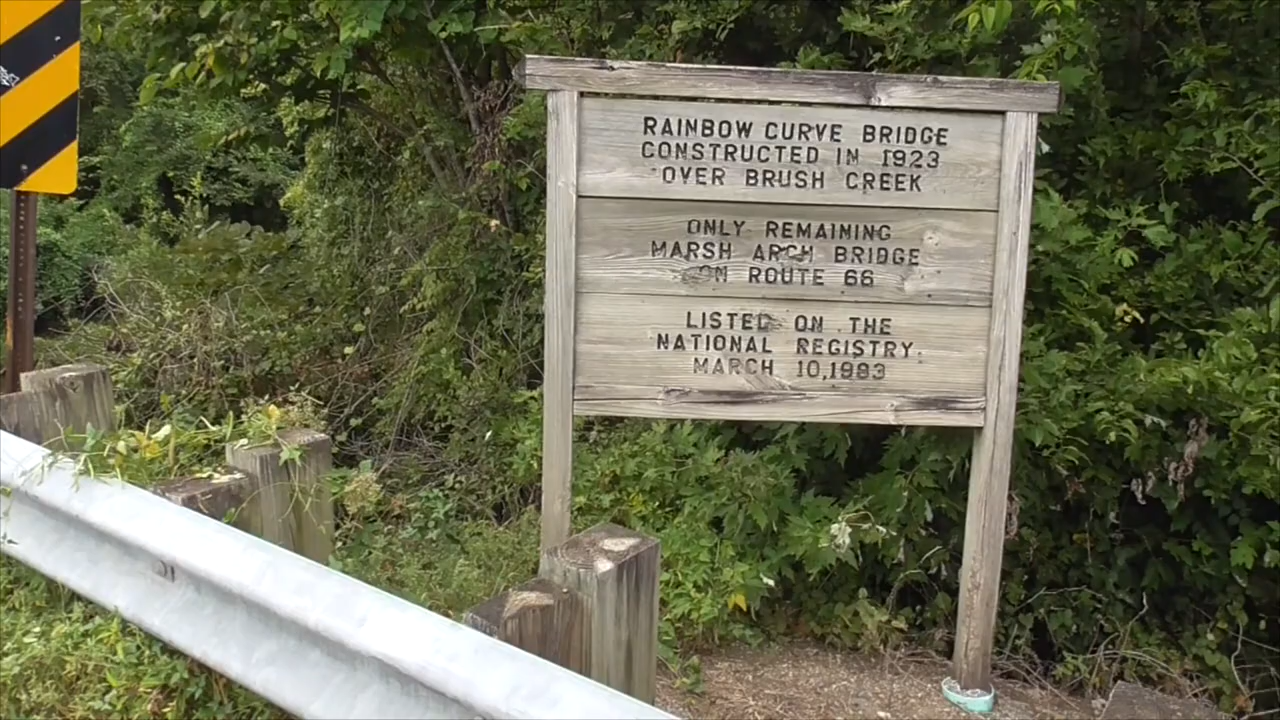 RAINBOW CURVE BRIDGE
CONSTRUCTED IN 1923
OVER BRUSH CREEK
ONLY REMAINING
MARSH ARCH BRIDGE
ON ROUTE 66
LISTED ON THE
NATIONAL REGISTRY
MARCH 10,1983